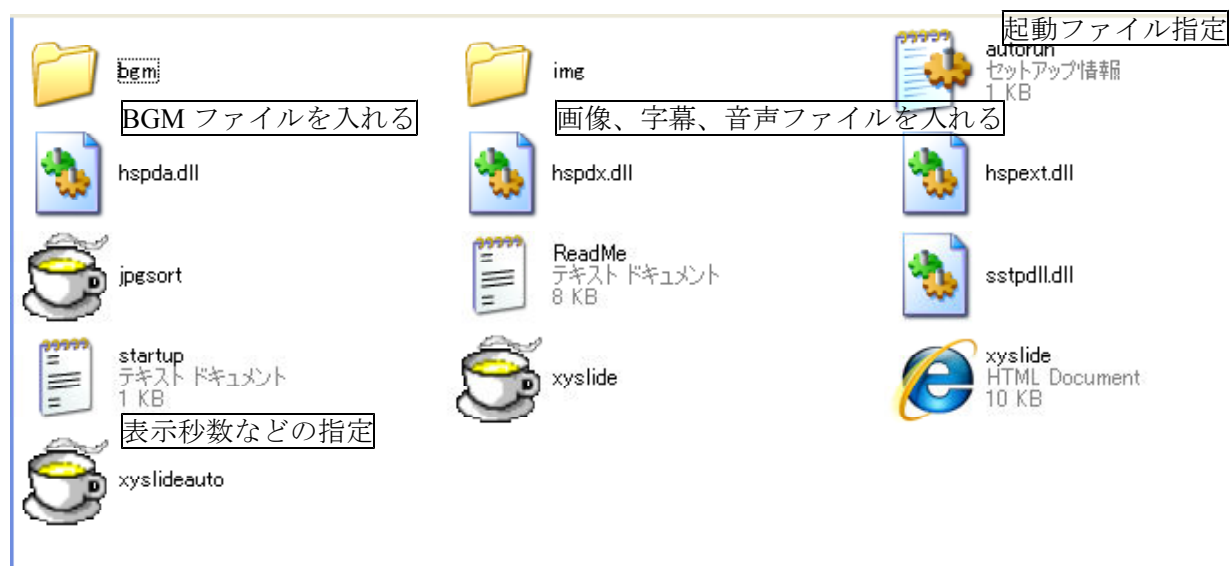 起動ファイル指定
bgm
img
autorun
セットアップ情報
1 KB
BGM ファイルを入れる
画像、字幕、音声ファイルを入れる
hspda.dll
hspdx.dll
hspext.dll
jpgsort
ReadMe
テキスト ドキュメント
8 KB
sstpdll.dll
startup
テキスト ドキュメント
1 KB
xyslide
xyslide
HTML Document
10 KB
表示秒数などの指定
xyslideauto